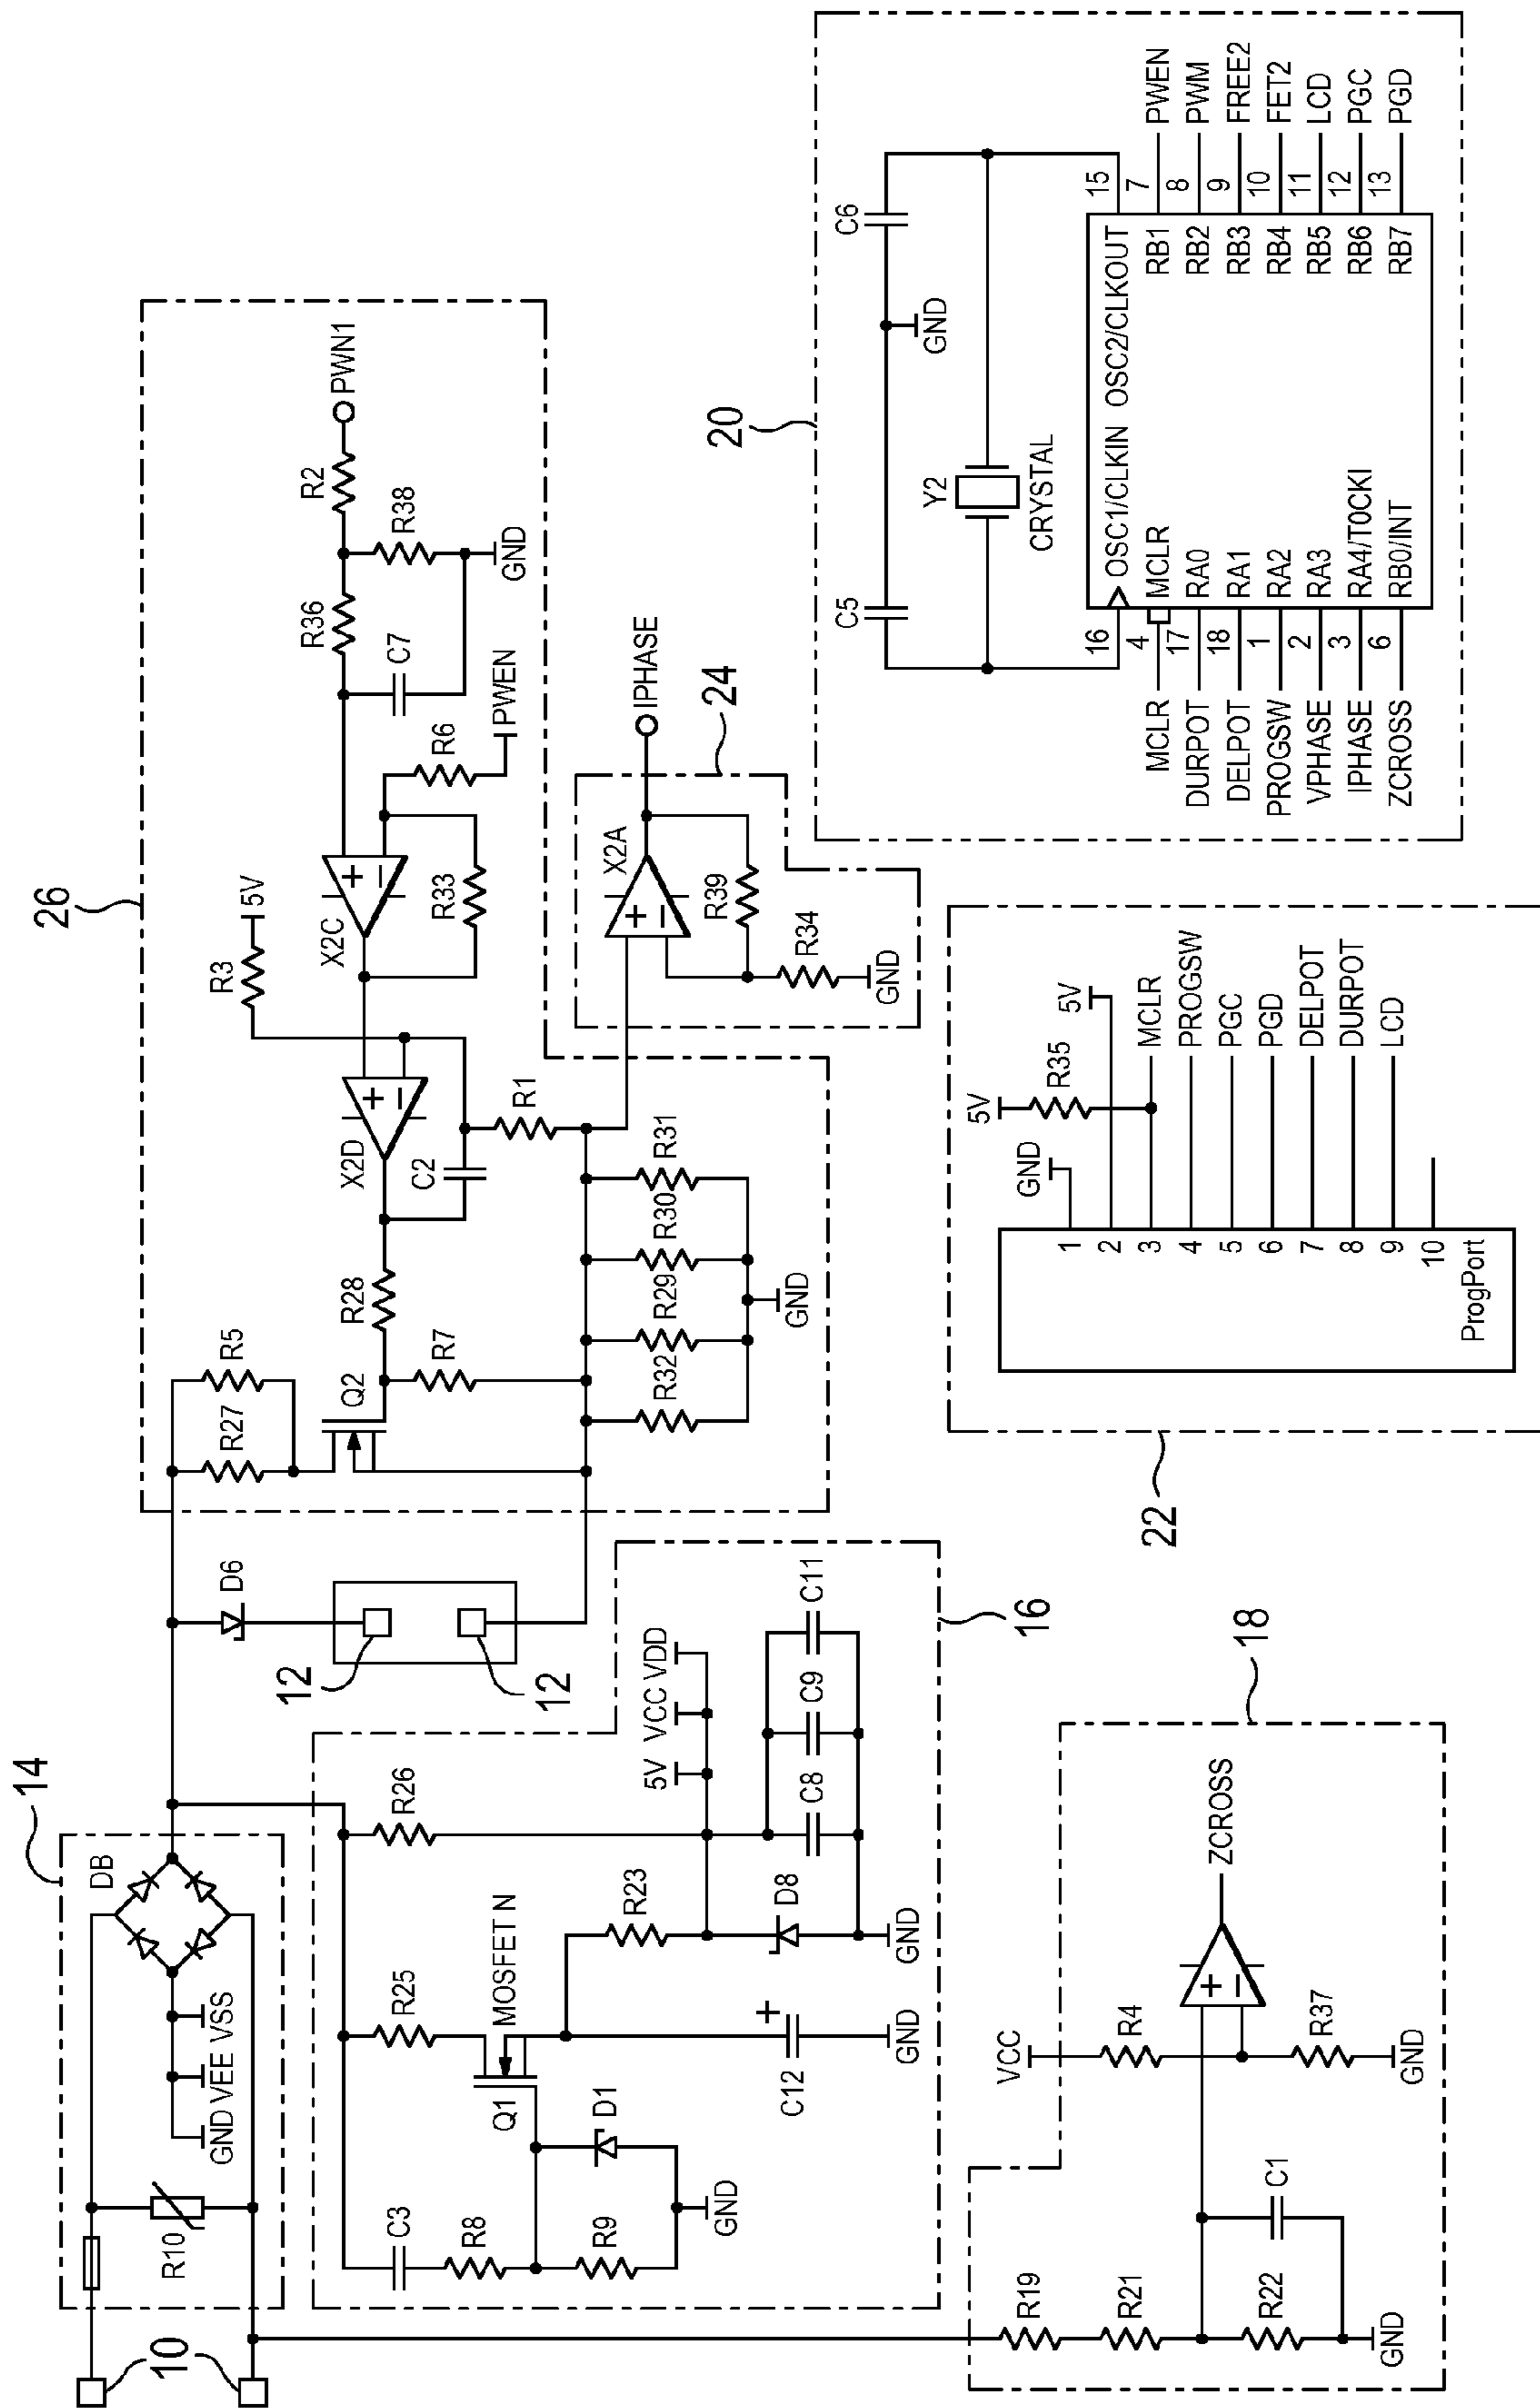 10
R10
14
DB
GND VEE VSS
16
C3
R8
R9
GND
R25
Q1
MOSFET N
D1
C12
+
GND
R26
R23
5V
VCC
VDD
D8
C8
C9
C11
GND
12
12
D6
18
R19
R21
R22
C1
GND
VCC
R4
R37
GND
+
−
ZCROSS
26
R27
R5
Q2
R28
R7
R32
R29
R30
R31
GND
X2D
+
−
C2
R1
R3
5V
X2C
+
−
R33
R6
PWEN
C7
R36
R38
R2
GND
PWN1
24
X2A
+
−
R39
R34
GND
IPHASE
22
ProgPort
1
2
3
4
5
6
7
8
9
10
GND
5V
R35
5V
MCLR
PROGSW
PGC
PGD
DELPOT
DURPOT
LCD
20
C5
C6
GND
Y2
CRYSTAL
16
4
17
18
1
2
3
6
MCLR
DURPOT
DELPOT
PROGSW
VPHASE
IPHASE
ZCROSS
OSC1/CLKIN OSC2/CLKOUT
MCLR
RA0
RA1
RA2
RA3
RA4/T0CKI
RB0/INT
RB1
RB2
RB3
RB4
RB5
RB6
RB7
15
7
8
9
10
11
12
13
PWEN
PWM
FREE2
FET2
LCD
PGC
PGD